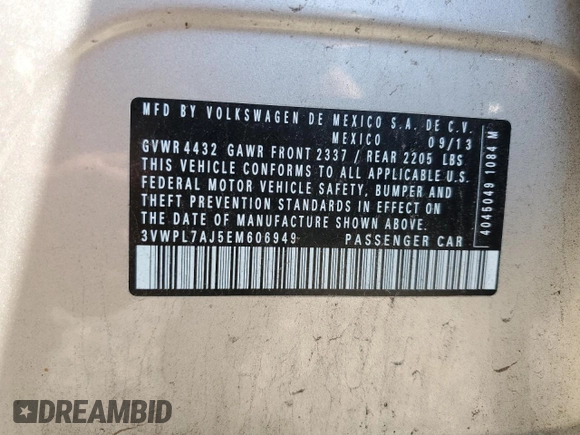 MFD BY VOLKSWAGEN DE MEXICO S.A. DE C.V.
MEXICO 09/13
GVWR 4432 GAWR FRONT 2337 / REAR 2205 LBS
THIS VEHICLE CONFORMS TO ALL APPLICABLE U.S.
FEDERAL MOTOR VEHICLE SAFETY, BUMPER AND
THEFT PREVENTION STANDARDS IN EFFECT ON
THE DATE OF MANUFACTURE SHOWN ABOVE.
3VWPL7AJ5EM606949 PASSENGER CAR
4045049 1084 M
DREAMBID